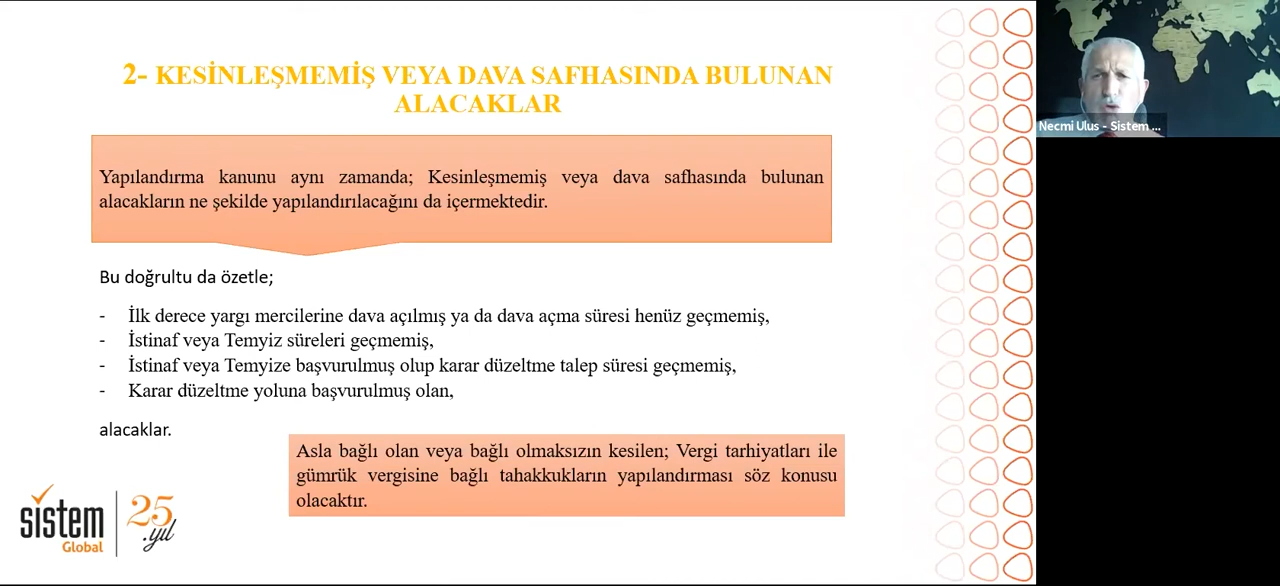 2- KESİNLEŞMEMİŞ VEYA DAVA SAFHASINDA BULUNAN
ALACAKLAR
Yapılandırma kanunu aynı zamanda; Kesinleşmemiş veya dava safhasında bulunan
alacakların ne şekilde yapılandırılacağını da içermektedir.
Bu doğrultu da özetle;
- İlk derece yargı mercilerine dava açılmış ya da dava açma süresi henüz geçmemiş,
- İstinaf veya Temyiz süreleri geçmemiş,
- İstinaf veya Temyize başvurulmuş olup karar düzeltme talep süresi geçmemiş,
- Karar düzeltme yoluna başvurulmuş olan,
alacaklar.
Asla bağlı olan veya bağlı olmaksızın kesilen; Vergi tarhiyatları ile
gümrük vergisine bağlı tahakkukların yapılandırması söz konusu
olacaktır.
sistem
Global
25
.yıl
Necmi Ulus - Sistem ...